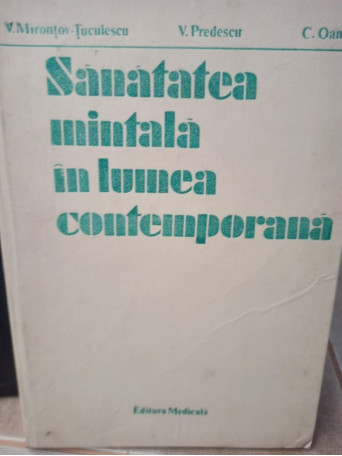 V. Mironțov-Țuculescu V. Predescu C. Oan
Sănătatea
mintală
în lumea
contemporană
Editura Medicală